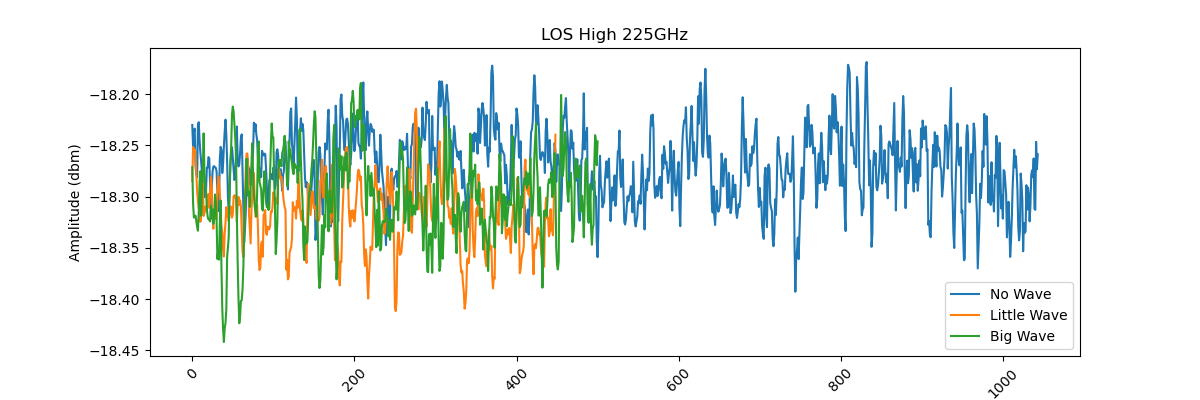 LOS High 225GHz
Amplitude (dbm)
−18.20
−18.25
−18.30
−18.35
−18.40
−18.45
0
200
400
600
800
1000
No Wave
Little Wave
Big Wave